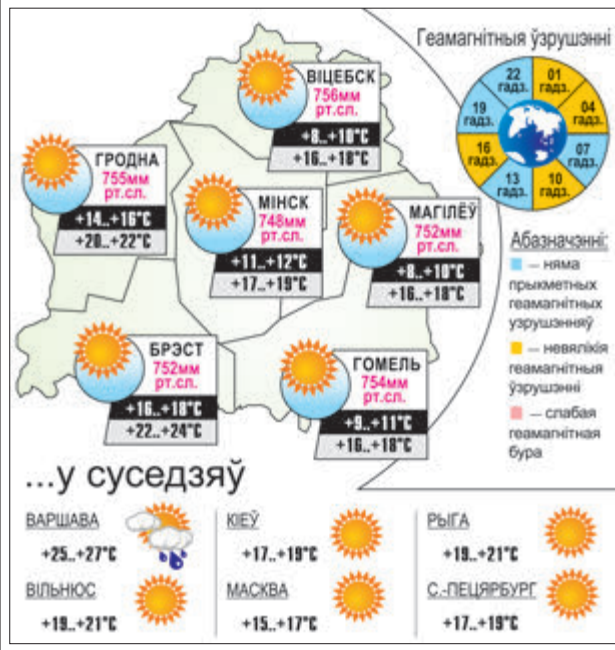 Геамагнітныя ўзрушэнні
22 гадз.
01 гадз.
04 гадз.
07 гадз.
10 гадз.
13 гадз.
16 гадз.
19 гадз.
ВІЦЕБСК
756мм
рт.сл.
+8..+10°C
+16..+18°C
ГРОДНА
755мм
рт.сл.
+14..+16°C
+20..+22°C
МІНСК
748мм
рт.сл.
+11..+12°C
+17..+19°C
МАГІЛЁЎ
752мм
рт.сл.
+8..+10°C
+16..+18°C
БРЭСТ
752мм
рт.сл.
+16..+18°C
+22..+24°C
ГОМЕЛЬ
754мм
рт.сл.
+9..+11°C
+16..+18°C
Абазначэнні:
— няма
прыкметных
геамагнітных
узрушэнняў
— невялікія
геамагнітныя
ўзрушэнні
— слабая
геамагнітная
бура
...у суседзяў
ВАРШАВА
+25..+27°C
КІЕЎ
+17..+19°C
РЫГА
+19..+21°C
ВІЛЬНЮС
+19..+21°C
МАСКВА
+15..+17°C
С.-ПЕЦЯРБУРГ
+17..+19°C